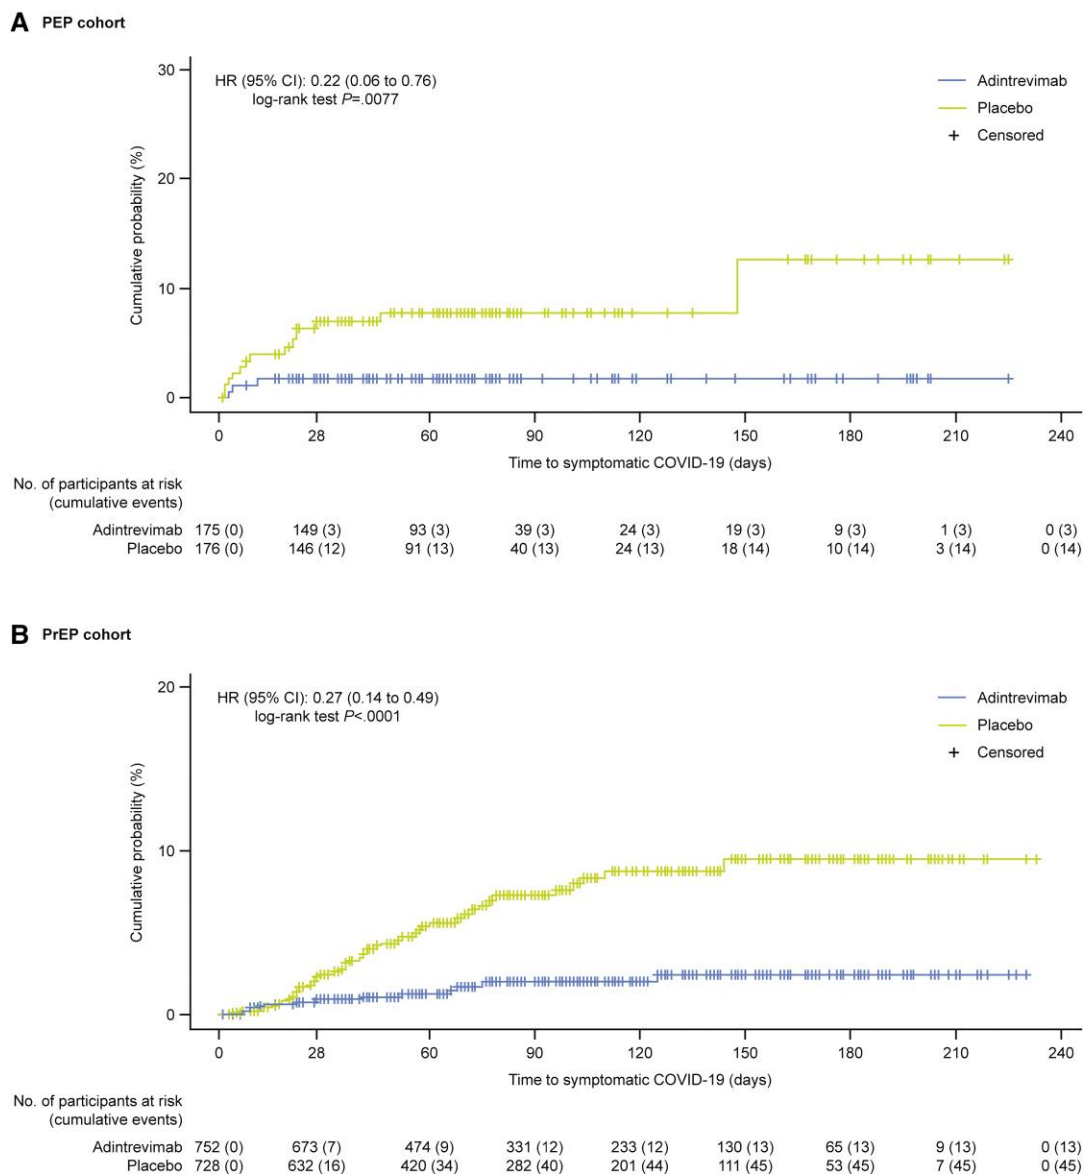 A PEP cohort
HR (95% CI): 0.22 (0.06 to 0.76)
log-rank test P=.0077
Adintrevimab
Placebo
+ Censored
30
20
10
0
Cumulative probability (%)
0 28 60 90 120 150 180 210 240
Time to symptomatic COVID-19 (days)
No. of participants at risk
(cumulative events)
Adintrevimab 175 (0) 149 (3) 93 (3) 39 (3) 24 (3) 19 (3) 9 (3) 1 (3) 0 (3)
Placebo 176 (0) 146 (12) 91 (13) 40 (13) 24 (13) 18 (14) 10 (14) 3 (14) 0 (14)
B PrEP cohort
HR (95% CI): 0.27 (0.14 to 0.49)
log-rank test P<.0001
Adintrevimab
Placebo
+ Censored
20
10
0
Cumulative probability (%)
0 28 60 90 120 150 180 210 240
Time to symptomatic COVID-19 (days)
No. of participants at risk
(cumulative events)
Adintrevimab 752 (0) 673 (7) 474 (9) 331 (12) 233 (12) 130 (13) 65 (13) 9 (13) 0 (13)
Placebo 728 (0) 632 (16) 420 (34) 282 (40) 201 (44) 111 (45) 53 (45) 7 (45) 0 (45)